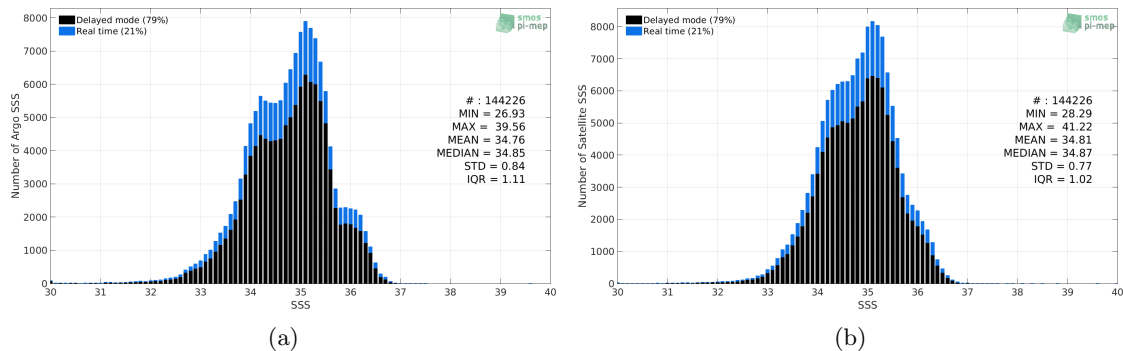 Delayed mode (79%)
Real time (21%)
smos
pi-mep
8000
7000
6000
5000
4000
3000
2000
1000
0
Number of Argo SSS
# : 144226
MIN = 26.93
MAX = 39.56
MEAN = 34.76
MEDIAN = 34.85
STD = 0.84
IQR = 1.11
30 31 32 33 34 35 36 37 38 39 40
SSS
(a)
Delayed mode (79%)
Real time (21%)
smos
pi-mep
8000
7000
6000
5000
4000
3000
2000
1000
0
Number of Satellite SSS
# : 144226
MIN = 28.29
MAX = 41.22
MEAN = 34.81
MEDIAN = 34.87
STD = 0.77
IQR = 1.02
30 31 32 33 34 35 36 37 38 39 40
SSS
(b)